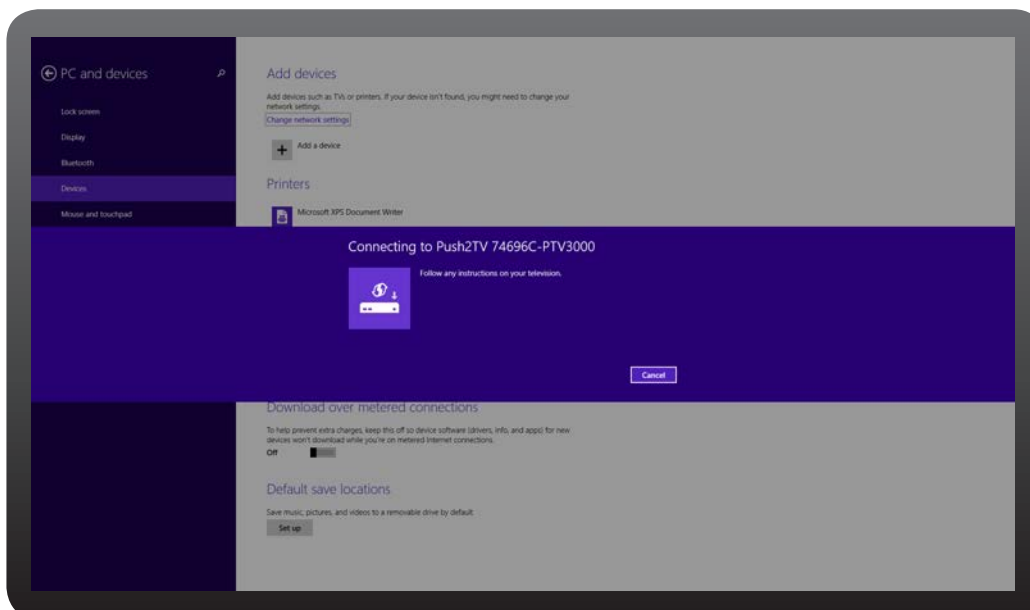 PC and devices
Lock screen
Display
Bluetooth
Devices
Mouse and touchpad
Add devices
Add devices such as TVs or printers. If your device isn't found, you might need to change your
network settings.
Change network settings
Add a device
Printers
Microsoft XPS Document Writer
Connecting to Push2TV 74696C-PTV3000
Follow any instructions on your television.
Cancel
Download over metered connections
To help prevent extra charges, keep this off so device software (drivers, info, and apps) for new
devices won't download while you're on metered Internet connections.
Off
Default save locations
Save music, pictures, and videos to a removable drive by default
Set up